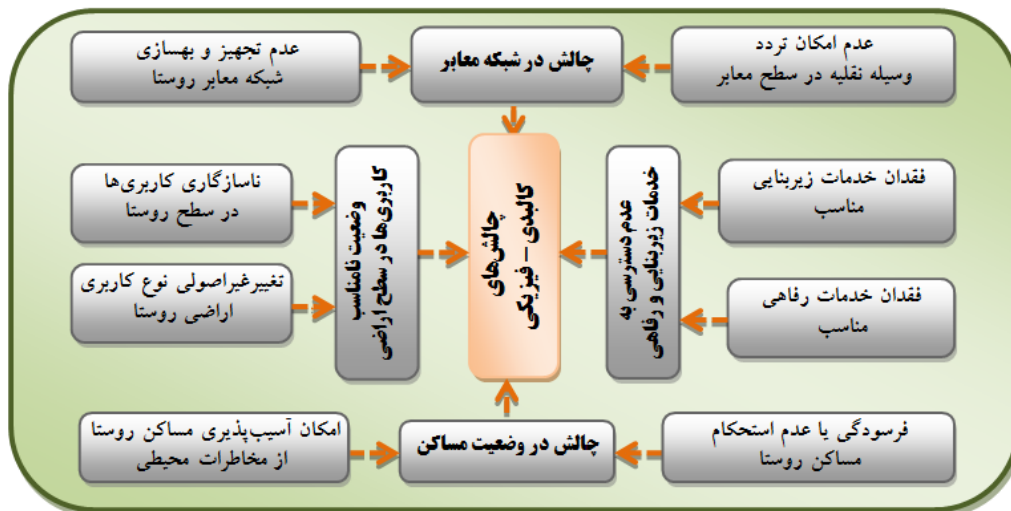 عدم امکان تردد
وسیله نقلیه در سطح معابر
چالش در شبکه معابر
عدم تجهیز و بهسازی
شبکه معابر روستا
فقدان خدمات زیربنایی
مناسب
فقدان خدمات رفاهی
مناسب
عدم دسترسی به
خدمات زیربنایی و رفاهی
چالش‌های
کالبدی – فیزیکی
وضعیت نامناسب
کاربری‌ها در سطح اراضی
ناسازگاری کاربری‌ها
در سطح روستا
تغییرغیراصولی نوع کاربری
اراضی روستا
فرسودگی یا عدم استحکام
مساکن روستا
چالش در وضعیت مساکن
امکان آسیب‌پذیری مساکن روستا
از مخاطرات محیطی